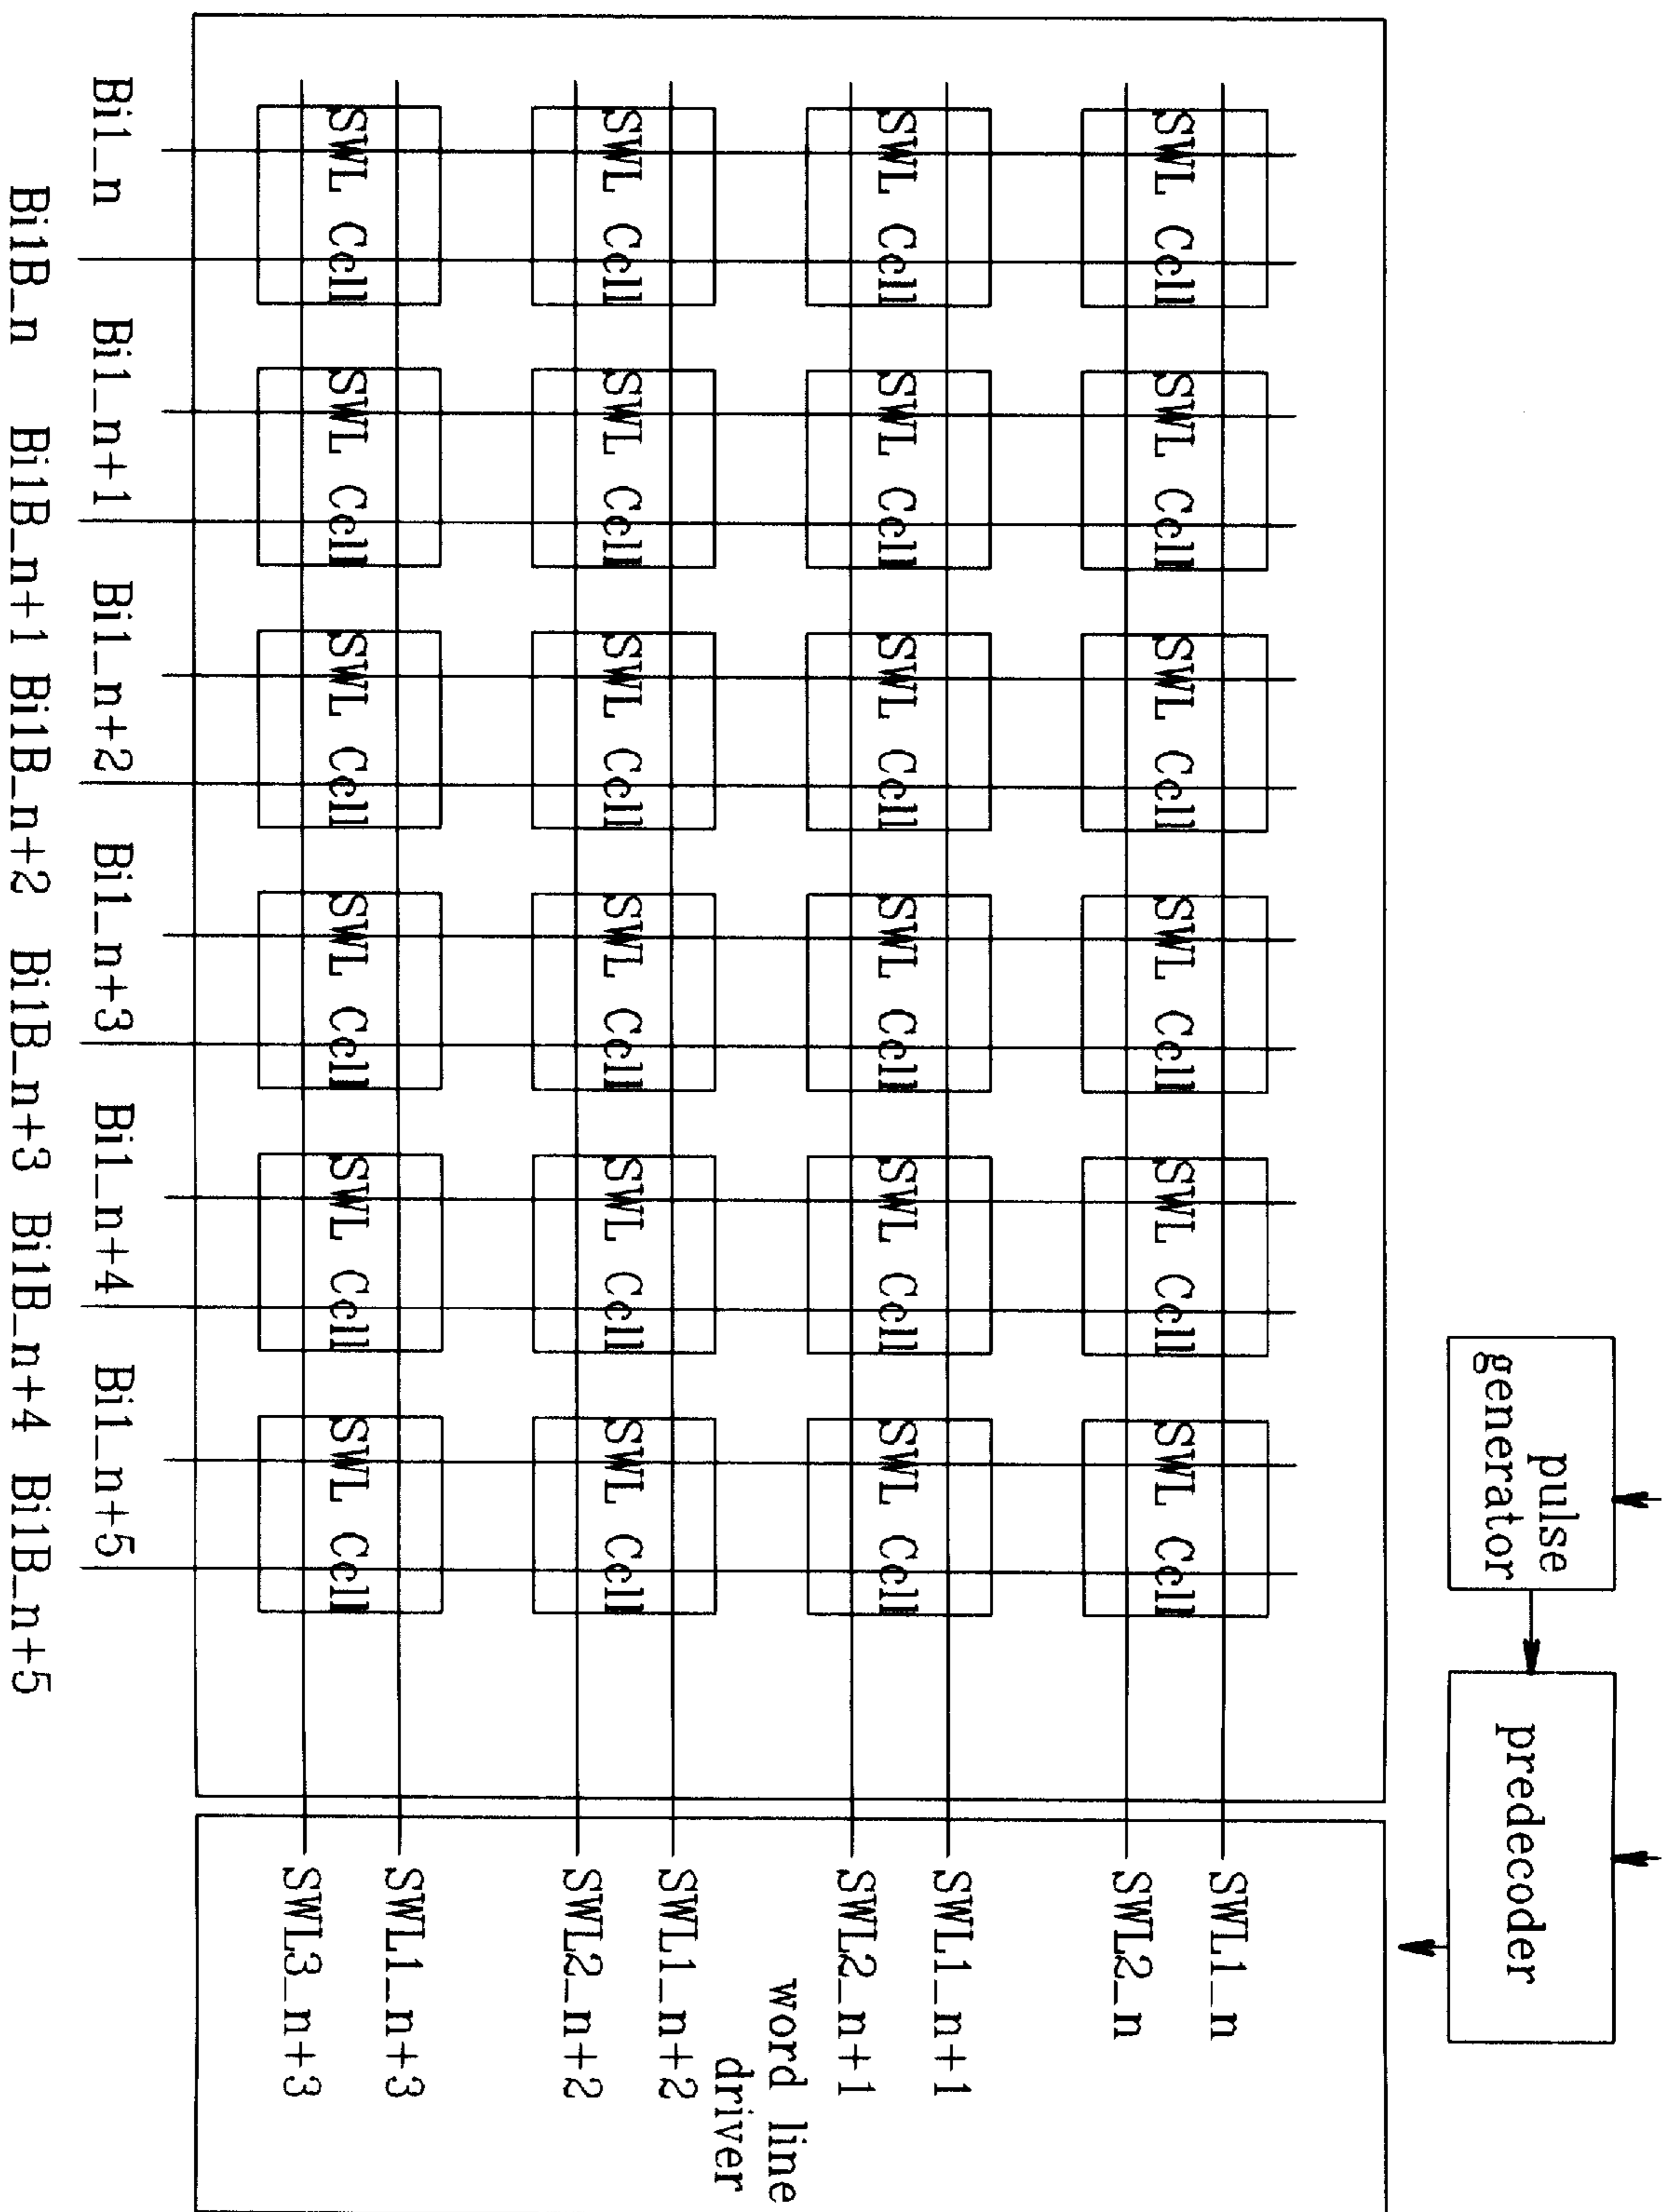 pulse
generator
predecoder
SWL1_n
SWL Cell SWL Cell SWL Cell SWL Cell SWL Cell SWL Cell
SWL2_n
SWL1_n+1
SWL Cell SWL Cell SWL Cell SWL Cell SWL Cell SWL Cell
SWL2_n+1
word line
driver
SWL1_n+2
SWL Cell SWL Cell SWL Cell SWL Cell SWL Cell SWL Cell
SWL2_n+2
SWL1_n+3
SWL Cell SWL Cell SWL Cell SWL Cell SWL Cell SWL Cell
SWL3_n+3
Bi1_n Bi1_n+1 Bi1_n+2 Bi1_n+3 Bi1_n+4 Bi1_n+5
Bi1B_n Bi1B_n+1 Bi1B_n+2 Bi1B_n+3 Bi1B_n+4 Bi1B_n+5